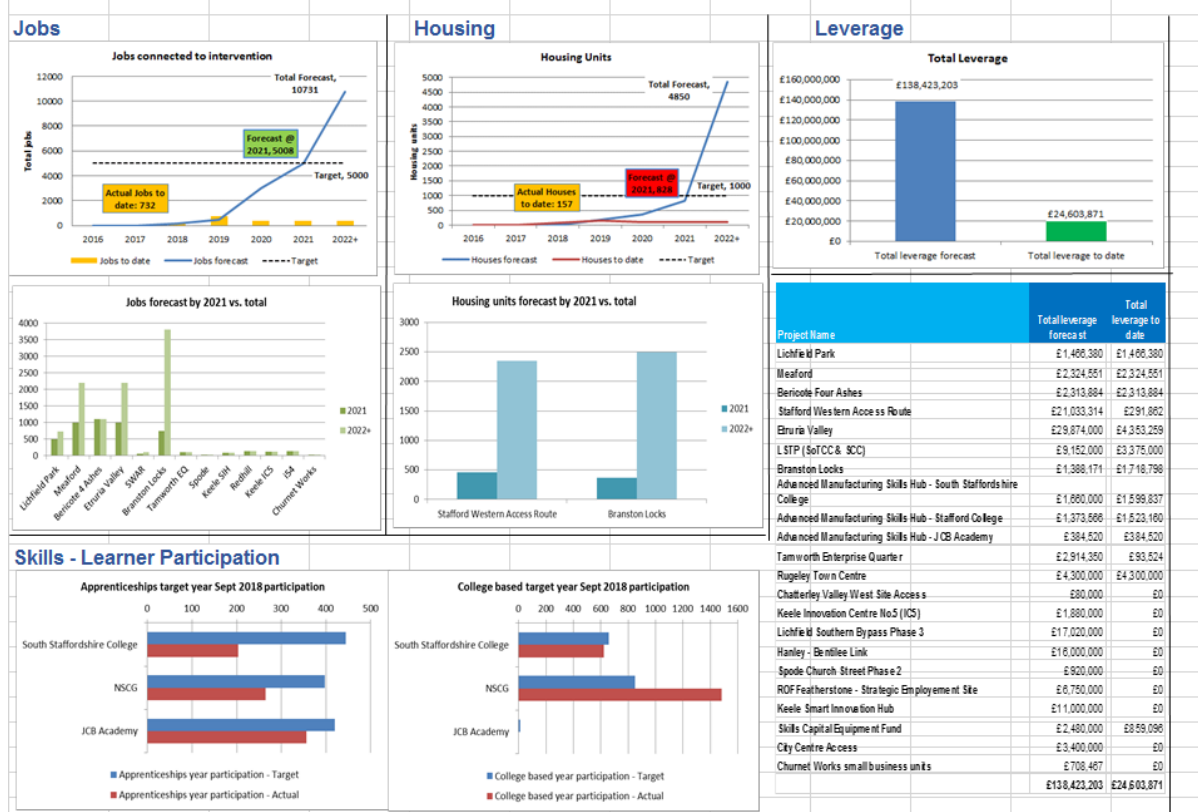 Jobs
Housing
Leverage
Jobs connected to intervention
12000
10000
8000
6000
4000
2000
0
Total jobs
Total Forecast,
10731
Forecast @
2021, 5008
Target, 5000
Actual Jobs to
date: 732
2016 2017 2018 2019 2020 2021 2022+
Jobs to date Jobs forecast Target
Housing Units
5000
4500
4000
3500
3000
2500
2000
1500
1000
500
0
Housing units
Total Forecast,
4850
Forecast @
2021, 828
Target, 1000
Actual Houses
to date: 157
2016 2017 2018 2019 2020 2021 2022+
Houses forecast Houses to date Target
Total Leverage
£160,000,000
£140,000,000
£120,000,000
£100,000,000
£80,000,000
£60,000,000
£40,000,000
£20,000,000
£0
£138,423,203
£24,603,871
Total leverage forecast Total leverage to date
Jobs forecast by 2021 vs. total
4000
3500
3000
2500
2000
1500
1000
500
0
2021
2022+
Lichfield Park
Meaford
Bericote 4 Ashes
Etruria Valley
SWAR
Branston Locks
Tamworth EQ
Spode
Keele SIH
Redhill
Keele IC5
i54
Churnet Works
Housing units forecast by 2021 vs. total
3000
2500
2000
1500
1000
500
0
2021
2022+
Stafford Western Access Route Branston Locks
Project Name Total leverage forecast Total leverage to date
Lichfield Park £1,466,380 £1,466,380
Meaford £2,324,551 £2,324,551
Bericote Four Ashes £2,313,884 £2,313,884
Stafford Western Access Route £21,033,314 £291,862
Etruria Valley £29,874,000 £4,353,259
LSTP (SoTCC & SCC) £9,152,000 £3,375,000
Branston Locks £1,388,171 £1,718,798
Advanced Manufacturing Skills Hub - South Staffordshire
College £1,660,000 £1,599,837
Advanced Manufacturing Skills Hub - Stafford College £1,373,566 £1,523,160
Advanced Manufacturing Skills Hub - JCB Academy £384,520 £384,520
Tamworth Enterprise Quarter £2,914,350 £93,524
Rugeley Town Centre £4,300,000 £4,300,000
Chatterley Valley West Site Access £80,000 £0
Keele Innovation Centre No.5 (IC5) £1,880,000 £0
Lichfield Southern Bypass Phase 3 £17,020,000 £0
Hanley - Bentilee Link £16,000,000 £0
Spode Church Street Phase 2 £920,000 £0
ROF Featherstone - Strategic Employement Site £6,750,000 £0
Keele Smart Innovation Hub £11,000,000 £0
Skills Capital Equipment Fund £2,480,000 £859,096
City Centre Access £3,400,000 £0
Churnet Works small business units £708,467 £0
£138,423,203 £24,603,871
Skills - Learner Participation
Apprenticeships target year Sept 2018 participation
0 100 200 300 400 500
South Staffordshire College
NSCG
JCB Academy
Apprenticeships year participation - Target
Apprenticeships year participation - Actual
College based target year Sept 2018 participation
0 200 400 600 800 1000 1200 1400 1600
South Staffordshire College
NSCG
JCB Academy
College based year participation - Target
College based year participation - Actual